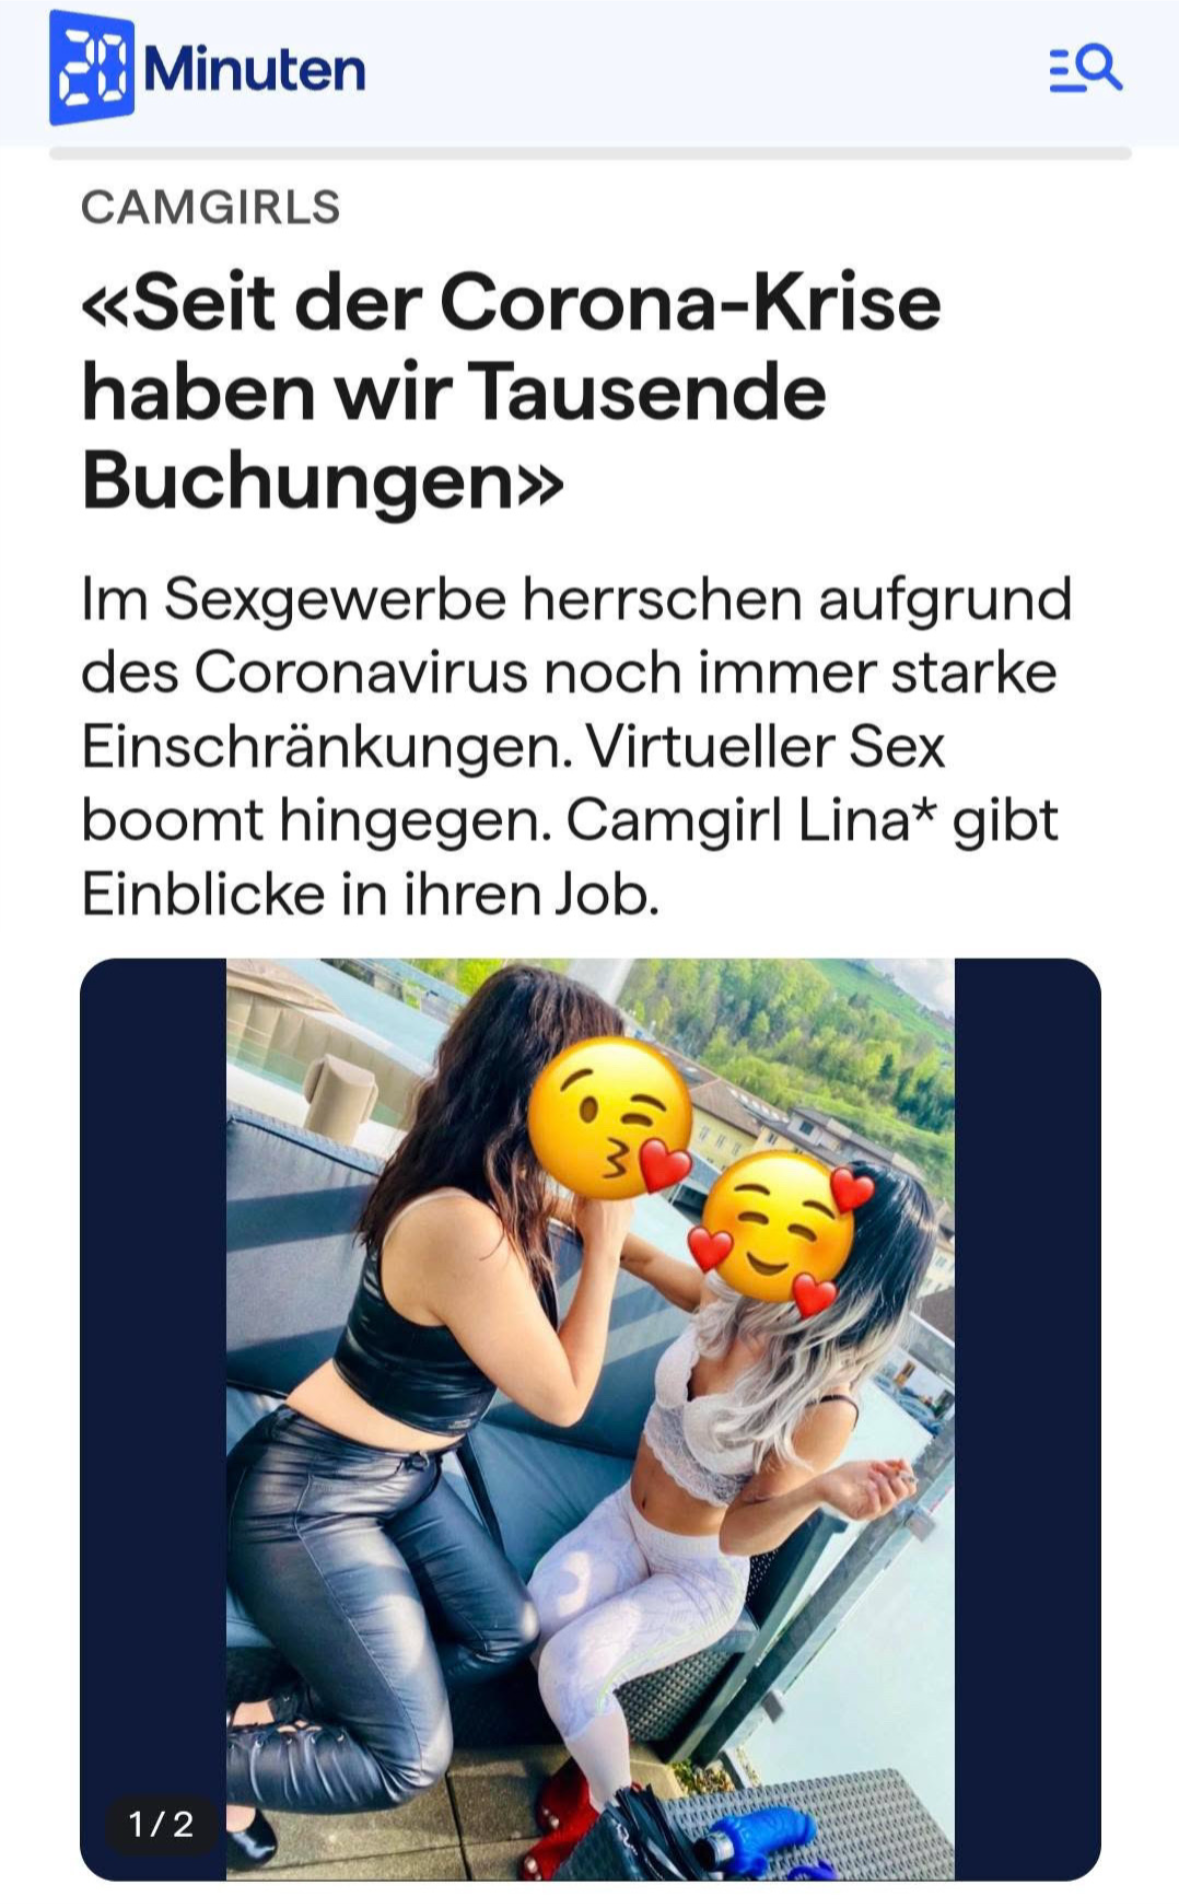 20 Minuten
CAMGIRLS
«Seit der Corona-Krise
haben wir Tausende
Buchungen»
Im Sexgewerbe herrschen aufgrund
des Coronavirus noch immer starke
Einschränkungen. Virtueller Sex
boomt hingegen. Camgirl Lina* gibt
Einblicke in ihren Job.
1/2